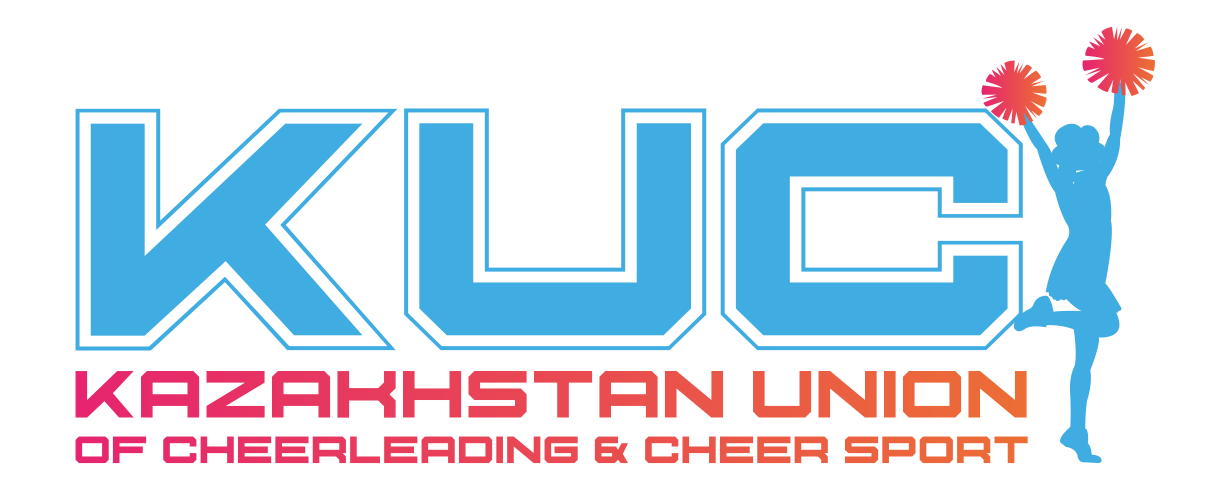 KUC
KAZAKHSTAN UNION
OF CHEERLEADING & CHEER SPORT